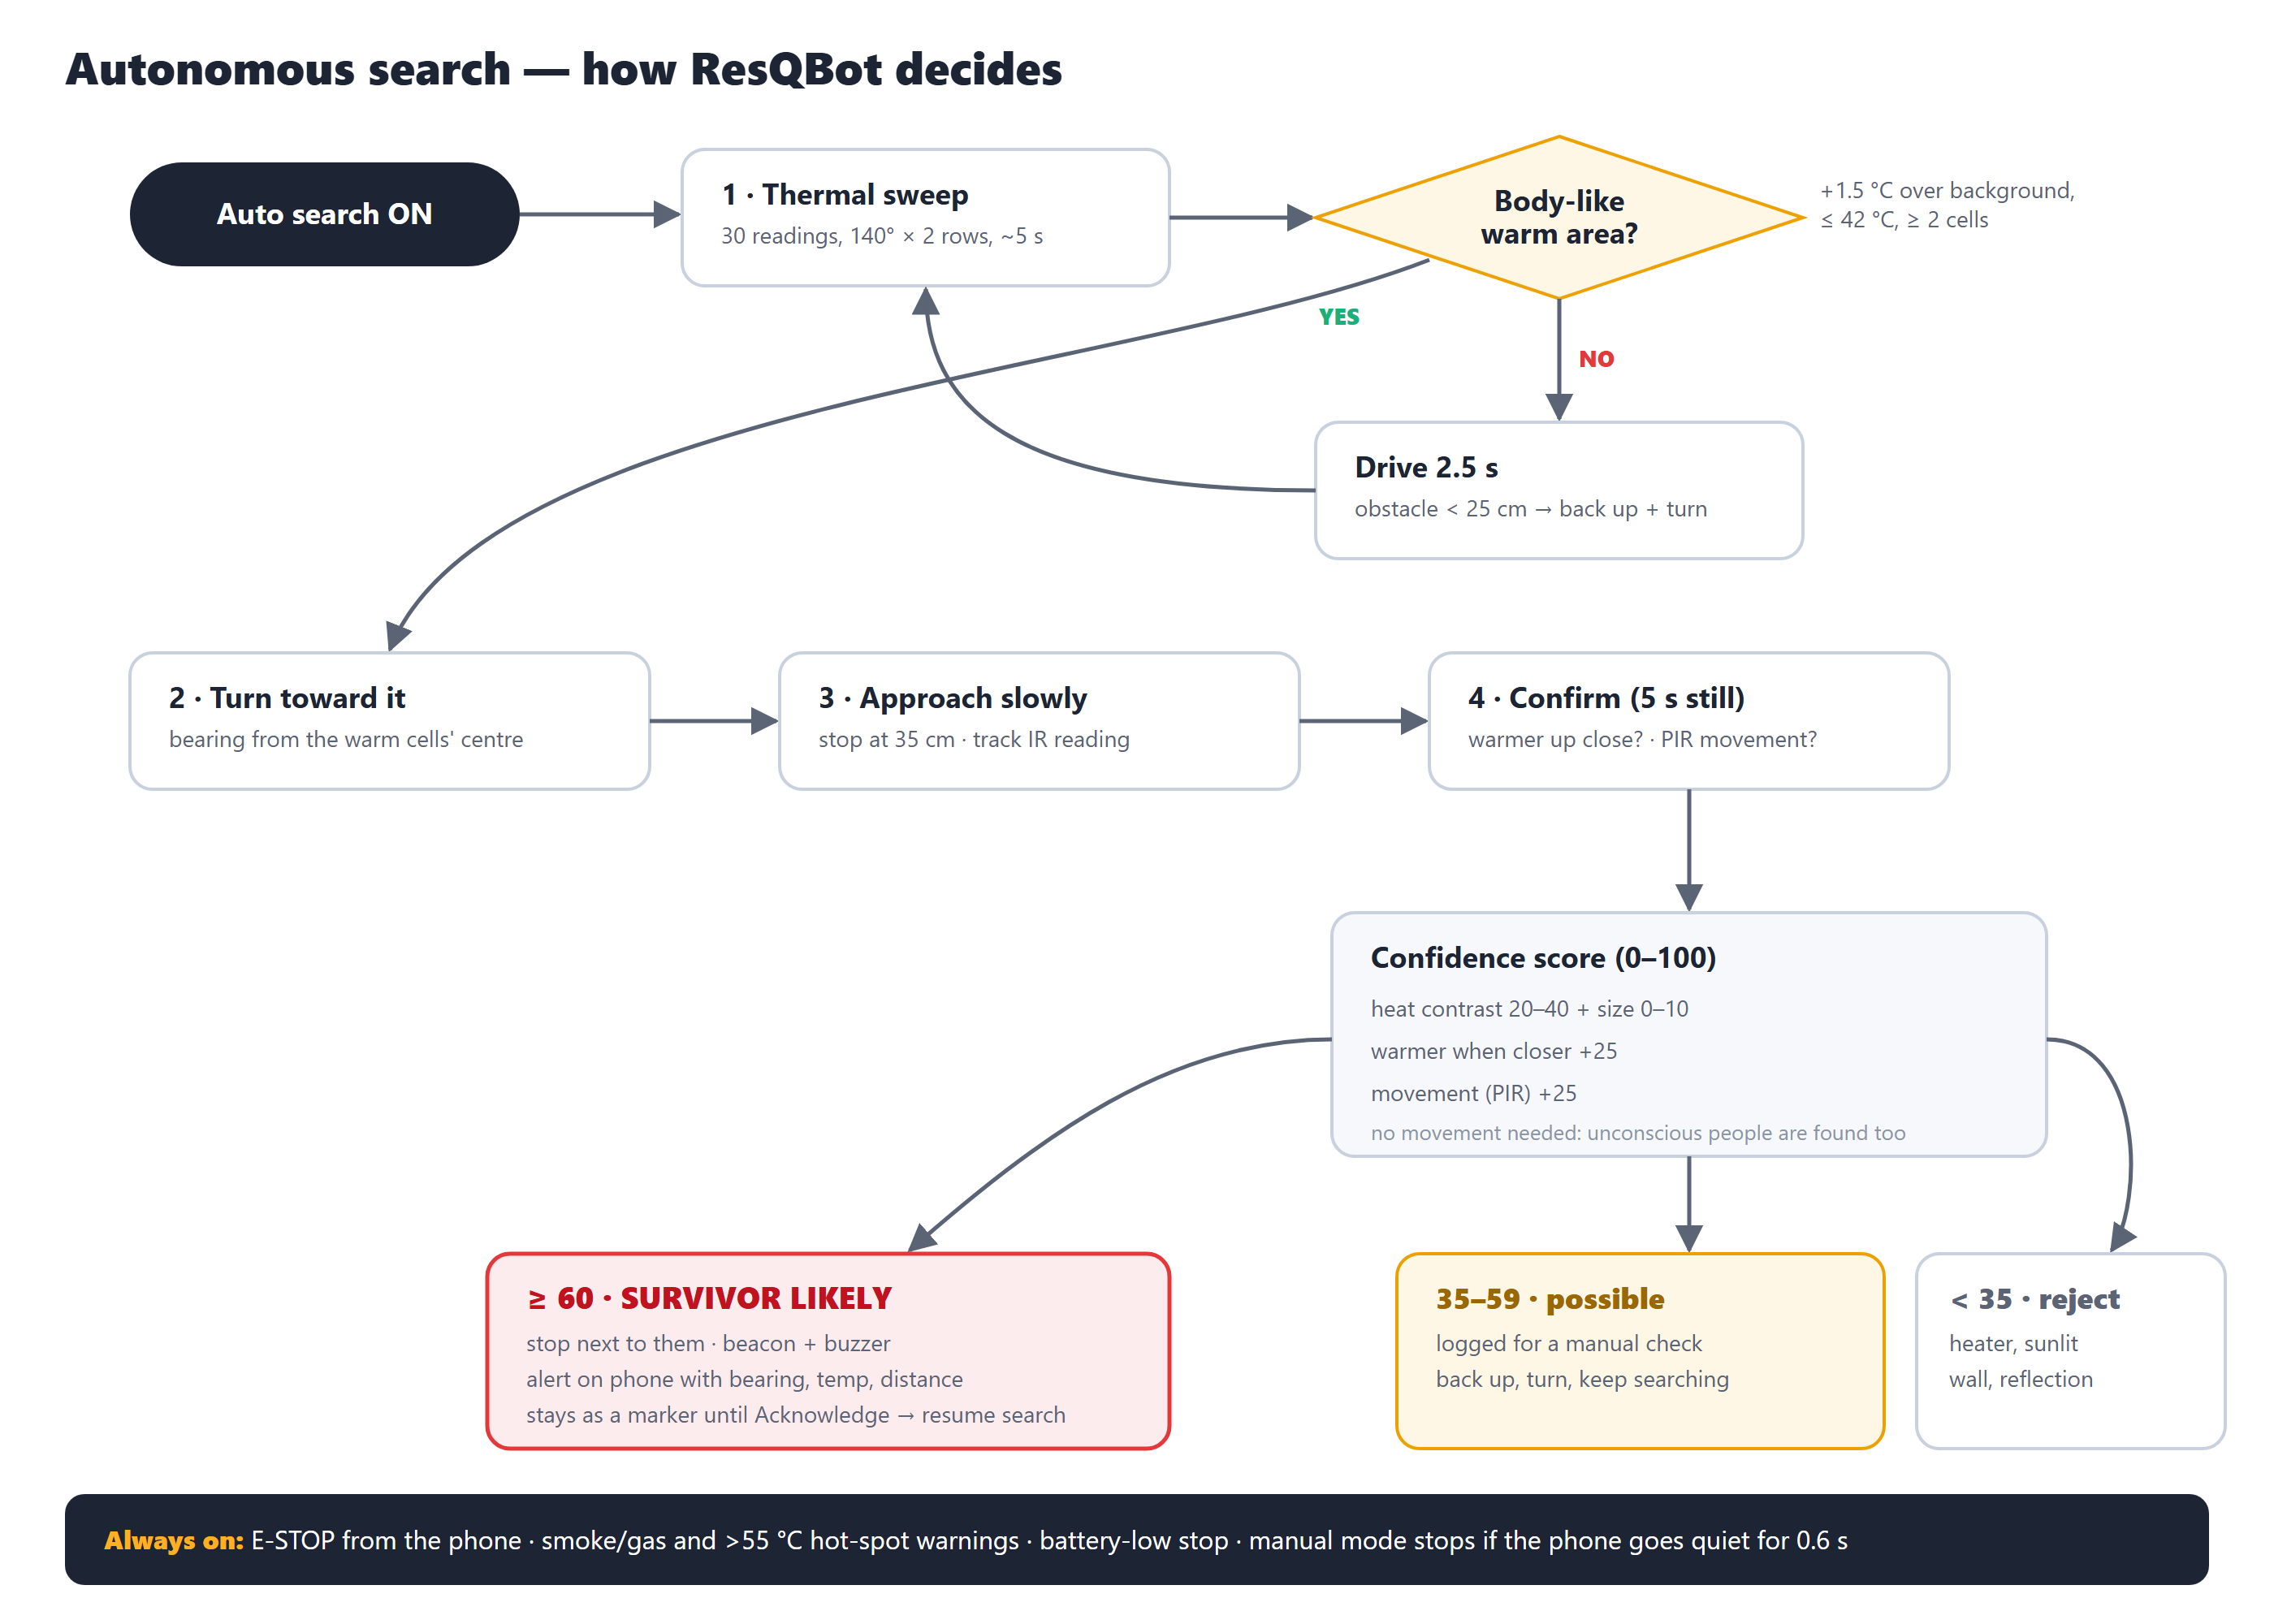 Autonomous search — how ResQBot decides
Auto search ON
1 · Thermal sweep
30 readings, 140° × 2 rows, ~5 s
Body-like
warm area?
+1.5 °C over background,
≤ 42 °C, ≥ 2 cells
YES
NO
Drive 2.5 s
obstacle < 25 cm → back up + turn
2 · Turn toward it
bearing from the warm cells' centre
3 · Approach slowly
stop at 35 cm · track IR reading
4 · Confirm (5 s still)
warmer up close? · PIR movement?
Confidence score (0–100)
heat contrast 20–40 + size 0–10
warmer when closer +25
movement (PIR) +25
no movement needed: unconscious people are found too
≥ 60 · SURVIVOR LIKELY
stop next to them · beacon + buzzer
alert on phone with bearing, temp, distance
stays as a marker until Acknowledge → resume search
35–59 · possible
logged for a manual check
back up, turn, keep searching
< 35 · reject
heater, sunlit
wall, reflection
Always on: E-STOP from the phone · smoke/gas and >55 °C hot-spot warnings · battery-low stop · manual mode stops if the phone goes quiet for 0.6 s